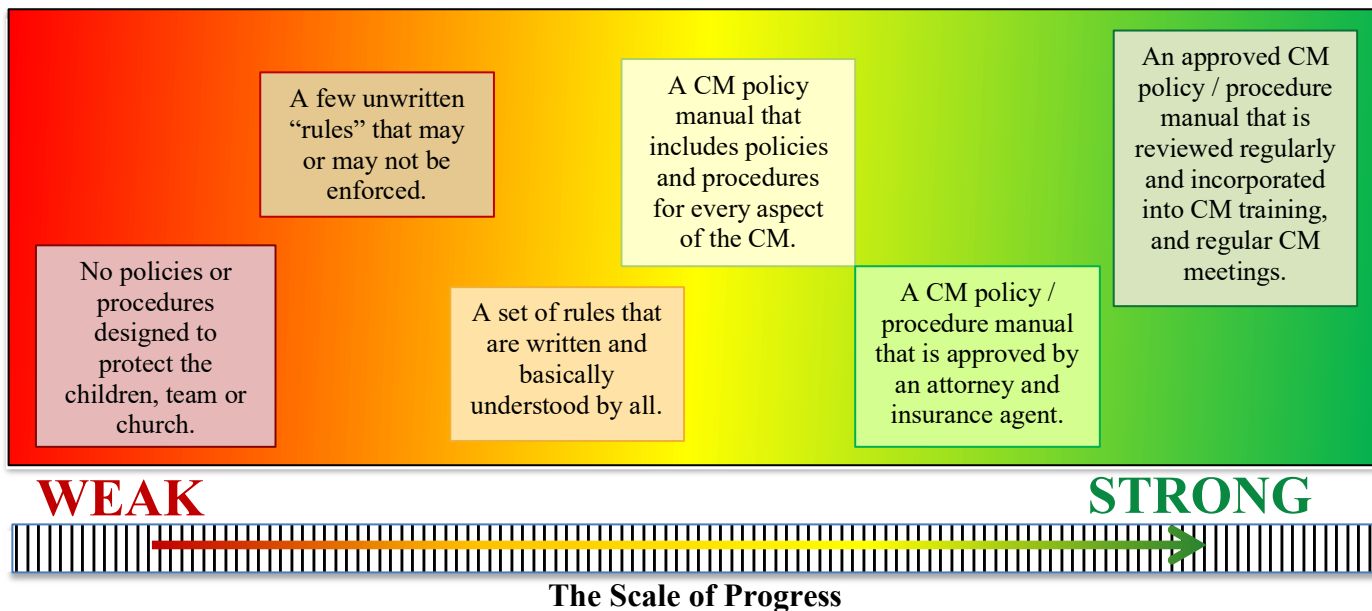 No policies or
procedures
designed to
protect the
children, team or
church.
A few unwritten
“rules” that may
or may not be
enforced.
A set of rules that
are written and
basically
understood by all.
A CM policy
manual that
includes policies
and procedures
for every aspect
of the CM.
A CM policy /
procedure manual
that is approved by
an attorney and
insurance agent.
An approved CM
policy / procedure
manual that is
reviewed regularly
and incorporated
into CM training,
and regular CM
meetings.
WEAK
STRONG
The Scale of Progress